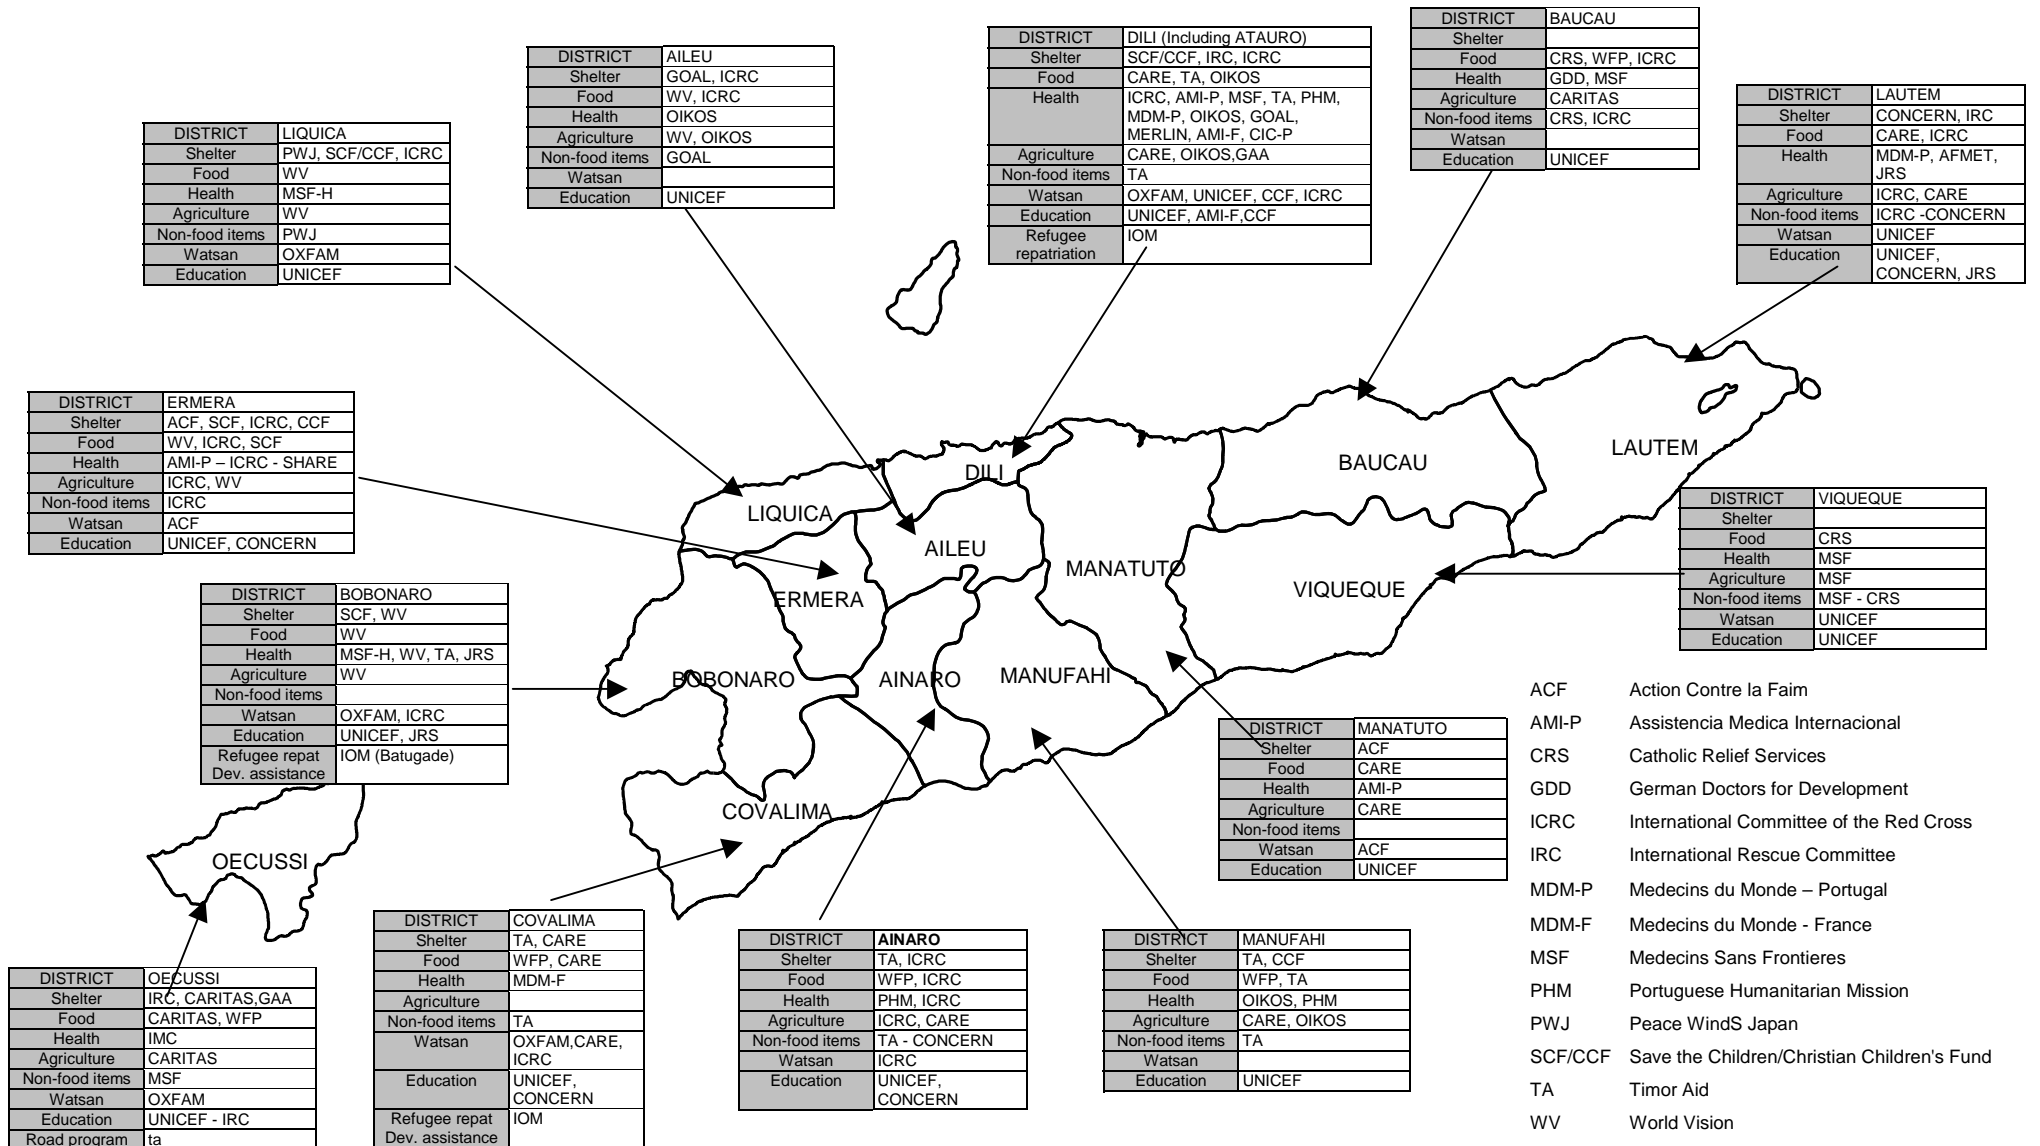 DISTRICT BAUCAU
Shelter
Food CRS, WFP, ICRC
Health GDD, MSF
Agriculture CARITAS
Non-food items CRS, ICRC
Watsan
Education UNICEF
DISTRICT DILI (Including ATAURO)
Shelter SCF/CCF, IRC, ICRC
Food CARE, TA, OIKOS
Health ICRC, AMI-P, MSF, TA, PHM,
MDM-P, OIKOS, GOAL,
MERLIN, AMI-F, CIC-P
Agriculture CARE, OIKOS,GAA
Non-food items TA
Watsan OXFAM, UNICEF, CCF, ICRC
Education UNICEF, AMI-F,CCF
Refugee IOM
repatriation
DISTRICT AILEU
Shelter GOAL, ICRC
Food WV, ICRC
Health OIKOS
Agriculture WV, OIKOS
Non-food items GOAL
Watsan
Education UNICEF
DISTRICT LAUTEM
Shelter CONCERN, IRC
Food CARE, ICRC
Health MDM-P, AFMET,
JRS
Agriculture ICRC, CARE
Non-food items ICRC -CONCERN
Watsan UNICEF
Education UNICEF,
CONCERN, JRS
DISTRICT LIQUICA
Shelter PWJ, SCF/CCF, ICRC
Food WV
Health MSF-H
Agriculture WV
Non-food items PWJ
Watsan OXFAM
Education UNICEF
DISTRICT ERMERA
Shelter ACF, SCF, ICRC, CCF
Food WV, ICRC, SCF
Health AMI-P – ICRC - SHARE
Agriculture ICRC, WV
Non-food items ICRC
Watsan ACF
Education UNICEF, CONCERN
LAUTEM
BAUCAU
DILI
LIQUICA
AILEU
MANATUTO
VIQUEQUE
ERMERA
BOBONARO
AINARO
MANUFAHI
COVALIMA
OECUSSI
DISTRICT VIQUEQUE
Shelter
Food CRS
Health MSF
Agriculture MSF
Non-food items MSF - CRS
Watsan UNICEF
Education UNICEF
DISTRICT BOBONARO
Shelter SCF, WV
Food WV
Health MSF-H, WV, TA, JRS
Agriculture WV
Non-food items
Watsan OXFAM, ICRC
Education UNICEF, JRS
Refugee repat IOM (Batugade)
Dev. assistance
DISTRICT MANATUTO
Shelter ACF
Food CARE
Health AMI-P
Agriculture CARE
Non-food items
Watsan ACF
Education UNICEF
DISTRICT OECUSSI
Shelter IRC, CARITAS,GAA
Food CARITAS, WFP
Health IMC
Agriculture CARITAS
Non-food items MSF
Watsan OXFAM
Education UNICEF - IRC
Road program ta
DISTRICT COVALIMA
Shelter TA, CARE
Food WFP, CARE
Health MDM-F
Agriculture
Non-food items TA
Watsan OXFAM,CARE,
ICRC
Education UNICEF,
CONCERN
Refugee repat IOM
Dev. assistance
DISTRICT AINARO
Shelter TA, ICRC
Food WFP, ICRC
Health PHM, ICRC
Agriculture ICRC, CARE
Non-food items TA - CONCERN
Watsan ICRC
Education UNICEF,
CONCERN
DISTRICT MANUFAHI
Shelter TA, CCF
Food WFP, TA
Health OIKOS, PHM
Agriculture CARE, OIKOS
Non-food items TA
Watsan
Education UNICEF
ACF Action Contre la Faim
AMI-P Assistencia Medica Internacional
CRS Catholic Relief Services
GDD German Doctors for Development
ICRC International Committee of the Red Cross
IRC International Rescue Committee
MDM-P Medecins du Monde – Portugal
MDM-F Medecins du Monde - France
MSF Medecins Sans Frontieres
PHM Portuguese Humanitarian Mission
PWJ Peace WindS Japan
SCF/CCF Save the Children/Christian Children's Fund
TA Timor Aid
WV World Vision